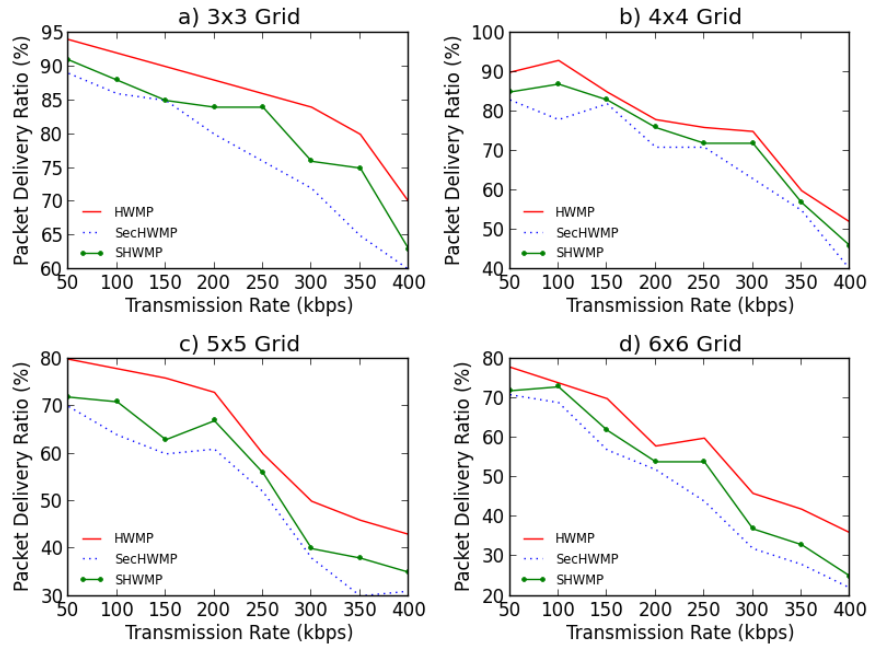 a) 3x3 Grid
Packet Delivery Ratio (%)
95
90
85
80
75
70
65
60
HWMP
SecHWMP
SHWMP
50 100 150 200 250 300 350 400
Transmission Rate (kbps)
b) 4x4 Grid
Packet Delivery Ratio (%)
100
90
80
70
60
50
40
HWMP
SecHWMP
SHWMP
50 100 150 200 250 300 350 400
Transmission Rate (kbps)
c) 5x5 Grid
Packet Delivery Ratio (%)
80
70
60
50
40
30
HWMP
SecHWMP
SHWMP
50 100 150 200 250 300 350 400
Transmission Rate (kbps)
d) 6x6 Grid
Packet Delivery Ratio (%)
80
70
60
50
40
30
20
HWMP
SecHWMP
SHWMP
50 100 150 200 250 300 350 400
Transmission Rate (kbps)